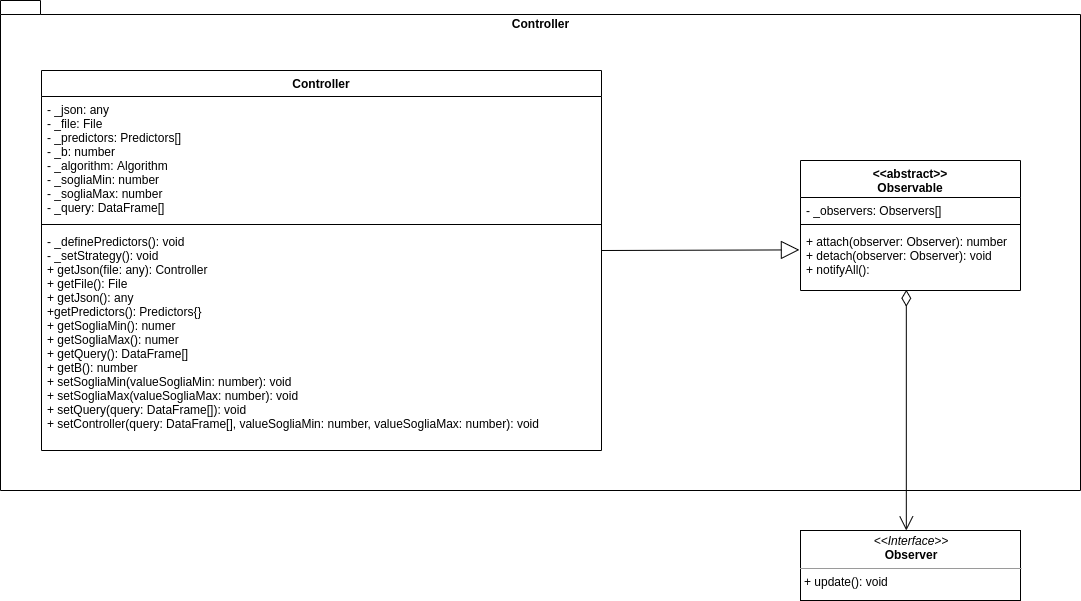 Controller
Controller
- _json: any
- _file: File
- _predictors: Predictors[]
- _b: number
- _algorithm: Algorithm
- _sogliaMin: number
- _sogliaMax: number
- _query: DataFrame[]
- _definePredictors(): void
- _setStrategy(): void
+ getJson(file: any): Controller
+ getFile(): File
+ getJson(): any
+getPredictors(): Predictors{}
+ getSogliaMin(): numer
+ getSogliaMax(): numer
+ getQuery(): DataFrame[]
+ getB(): number
+ setSogliaMin(valueSogliaMin: number): void
+ setSogliaMax(valueSogliaMax: number): void
+ setQuery(query: DataFrame[]): void
+ setController(query: DataFrame[], valueSogliaMin: number, valueSogliaMax: number): void
<<abstract>>
Observable
- _observers: Observers[]
+ attach(observer: Observer): number
+ detach(observer: Observer): void
+ notifyAll():
<<Interface>>
Observer
+ update(): void